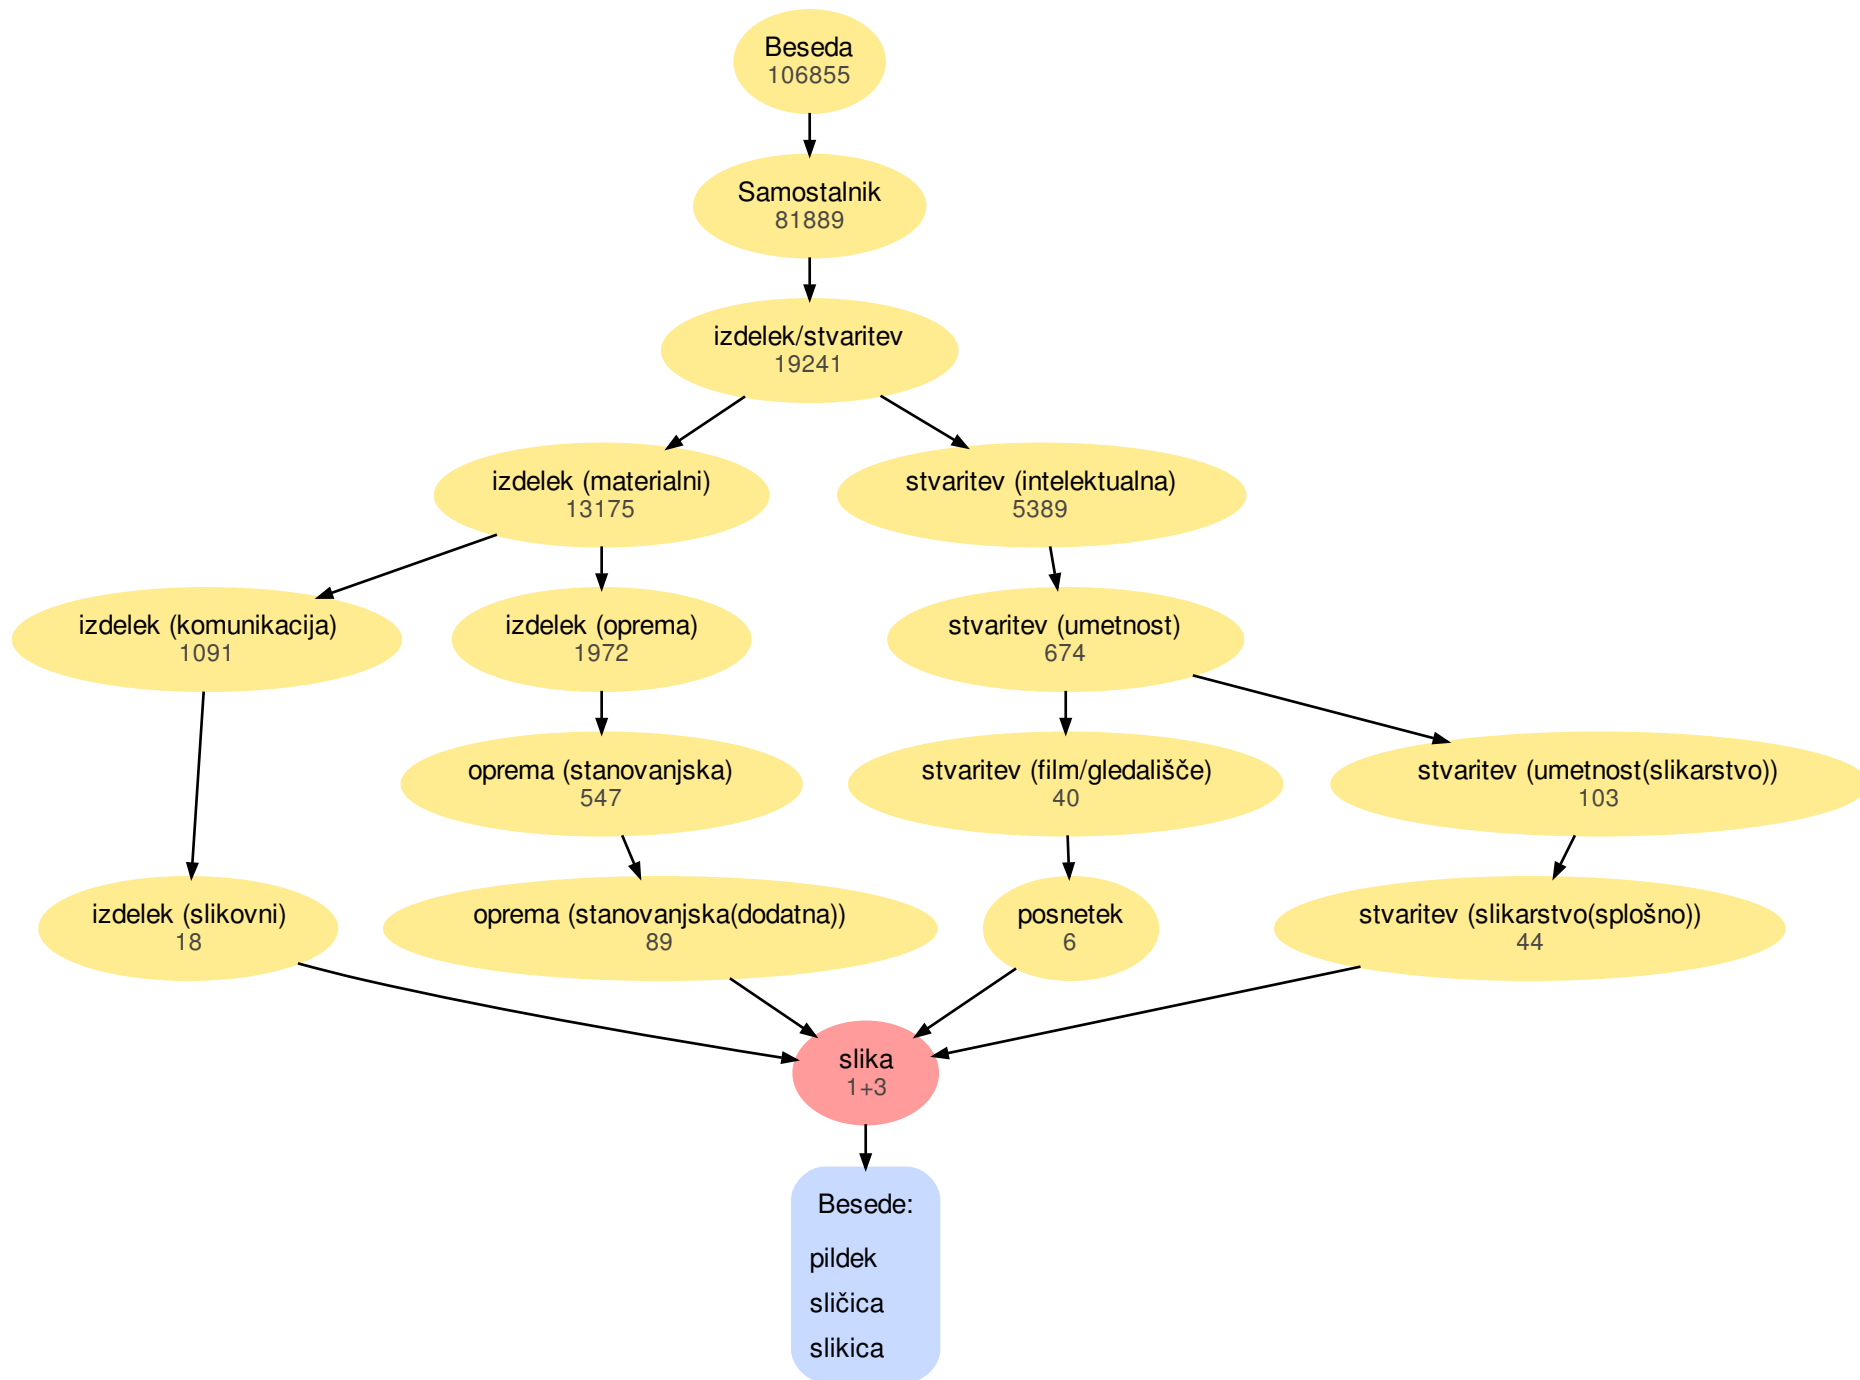 Beseda
106855
Samostalnik
81889
izdelek/stvaritev
19241
izdelek (materialni)
13175
stvaritev (intelektualna)
5389
izdelek (komunikacija)
1091
izdelek (oprema)
1972
stvaritev (umetnost)
674
oprema (stanovanjska)
547
stvaritev (film/gledališče)
40
stvaritev (umetnost(slikarstvo))
103
izdelek (slikovni)
18
oprema (stanovanjska(dodatna))
89
posnetek
6
stvaritev (slikarstvo(splošno))
44
slika
1+3
Besede:
pildek
sličica
slikica